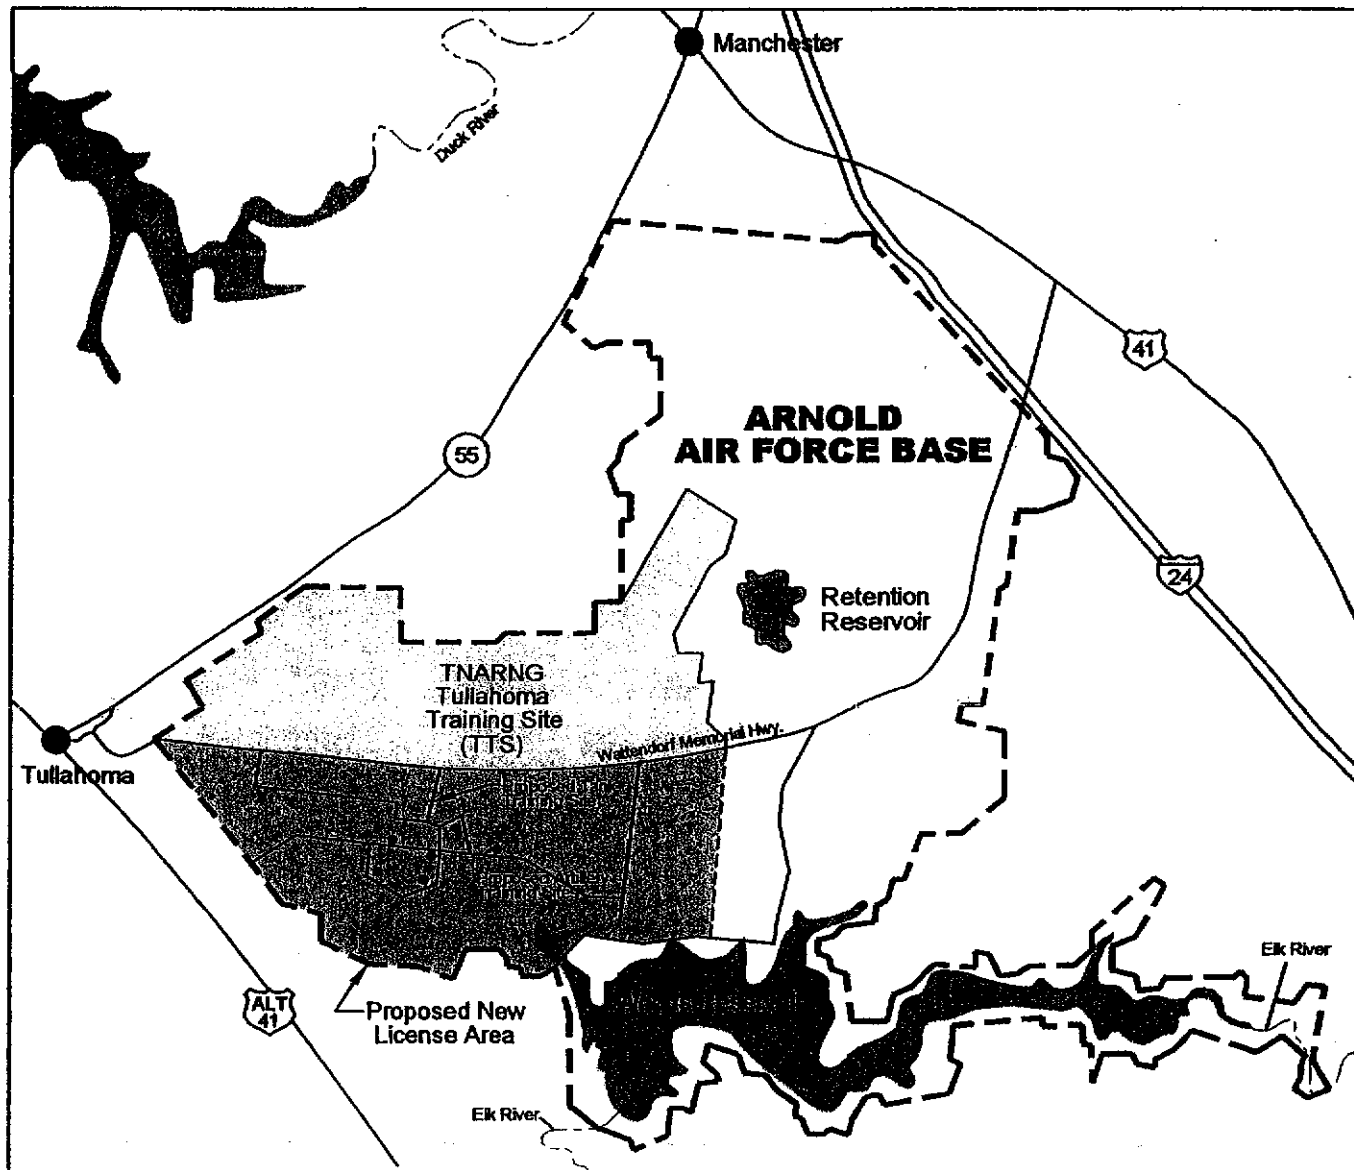 Manchester
Duck River
41
ARNOLD
AIR FORCE BASE
55
24
Retention
Reservoir
TNARNG
Tullahoma
Training Site
(TTS)
Wattendorf Memorial Hwy.
Tullahoma
Elk River
ALT
41
Proposed New
License Area
Elk River